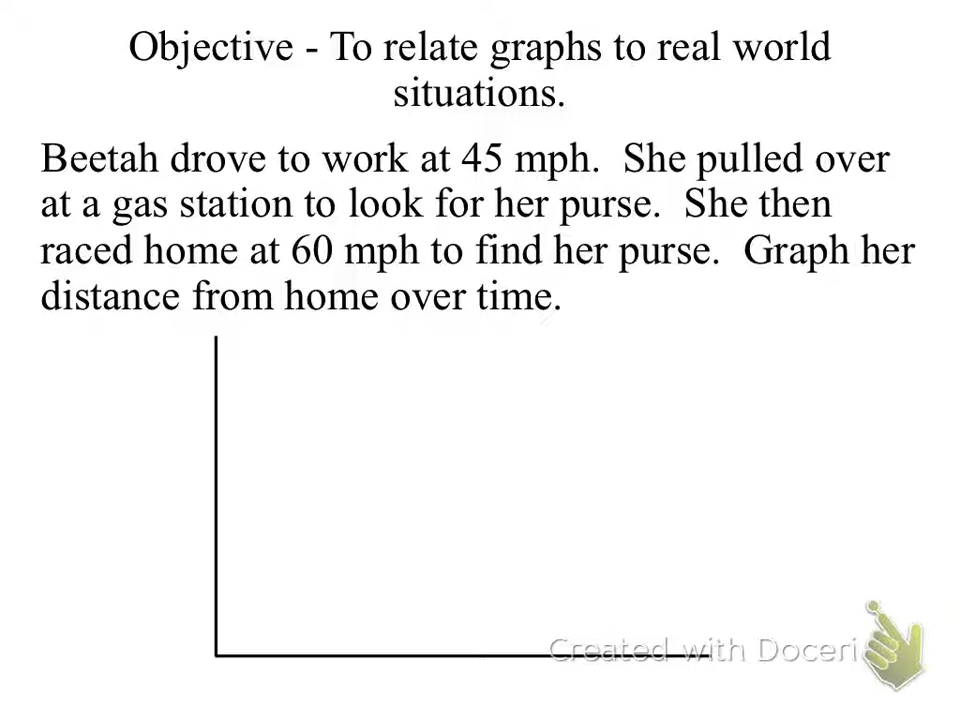 Objective - To relate graphs to real world
situations.
Beetah drove to work at 45 mph.  She pulled over
at a gas station to look for her purse.  She then
raced home at 60 mph to find her purse.  Graph her
distance from home over time.
Created with Doceri